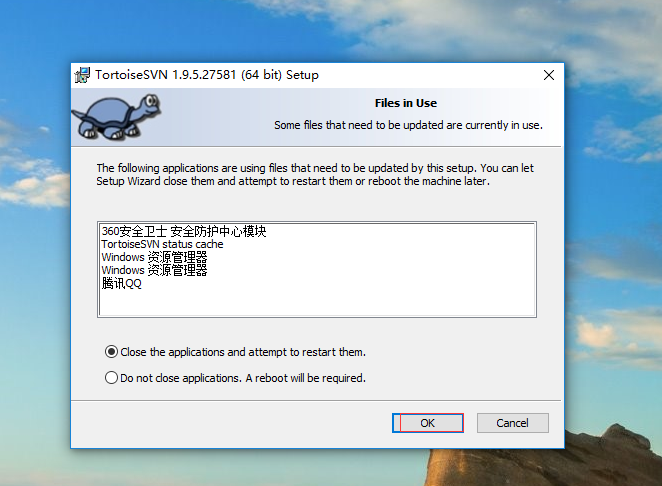 TortoiseSVN 1.9.5.27581 (64 bit) Setup
Files in Use
Some files that need to be updated are currently in use.
The following applications are using files that need to be updated by this setup. You can let
Setup Wizard close them and attempt to restart them or reboot the machine later.
360安全卫士 安全防护中心模块
TortoiseSVN status cache
Windows 资源管理器
Windows 资源管理器
腾讯QQ
Close the applications and attempt to restart them.
Do not close applications. A reboot will be required.
OK
Cancel